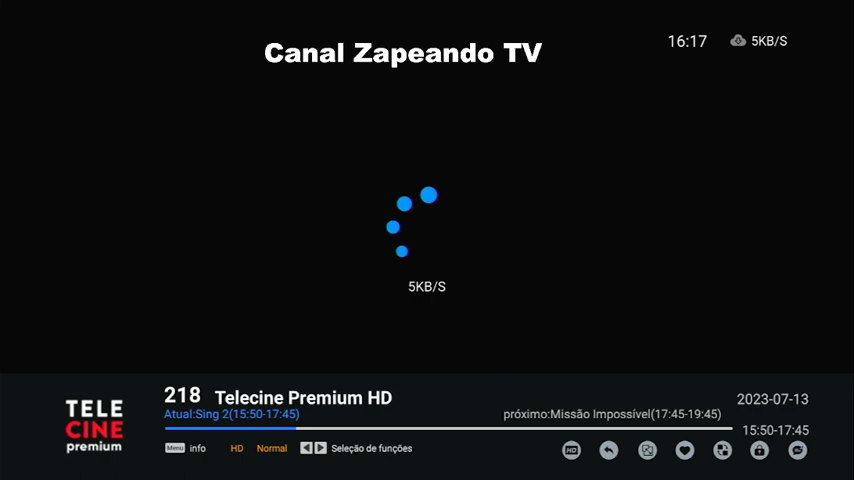 Canal Zapeando TV
16:17
5KB/S
5KB/S
TELE
CINE
premium
218 Telecine Premium HD
2023-07-13
Atual:Sing 2(15:50-17:45)
próximo:Missão Impossível(17:45-19:45)
15:50-17:45
Menu info
HD
Normal
Seleção de funções
HD